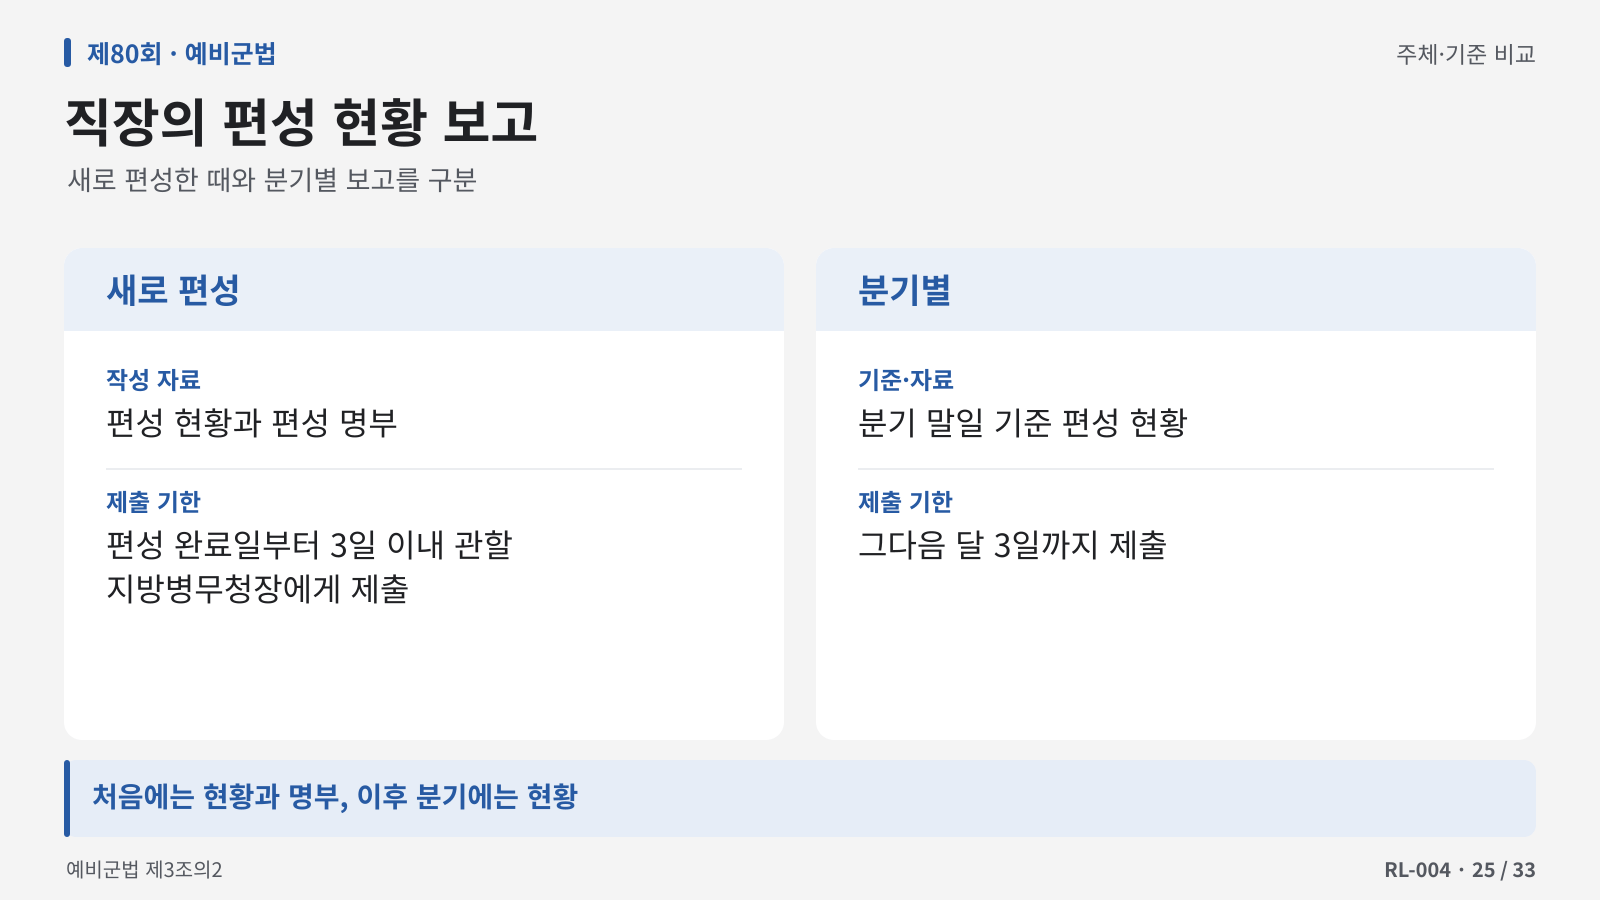 제80회 · 예비군법
주체·기준 비교
직장의 편성 현황 보고
새로 편성한 때와 분기별 보고를 구분
새로 편성
작성 자료
편성 현황과 편성 명부
제출 기한
편성 완료일부터 3일 이내 관할
지방병무청장에게 제출
분기별
기준·자료
분기 말일 기준 편성 현황
제출 기한
그다음 달 3일까지 제출
처음에는 현황과 명부, 이후 분기에는 현황
예비군법 제3조의2
RL-004 · 25 / 33